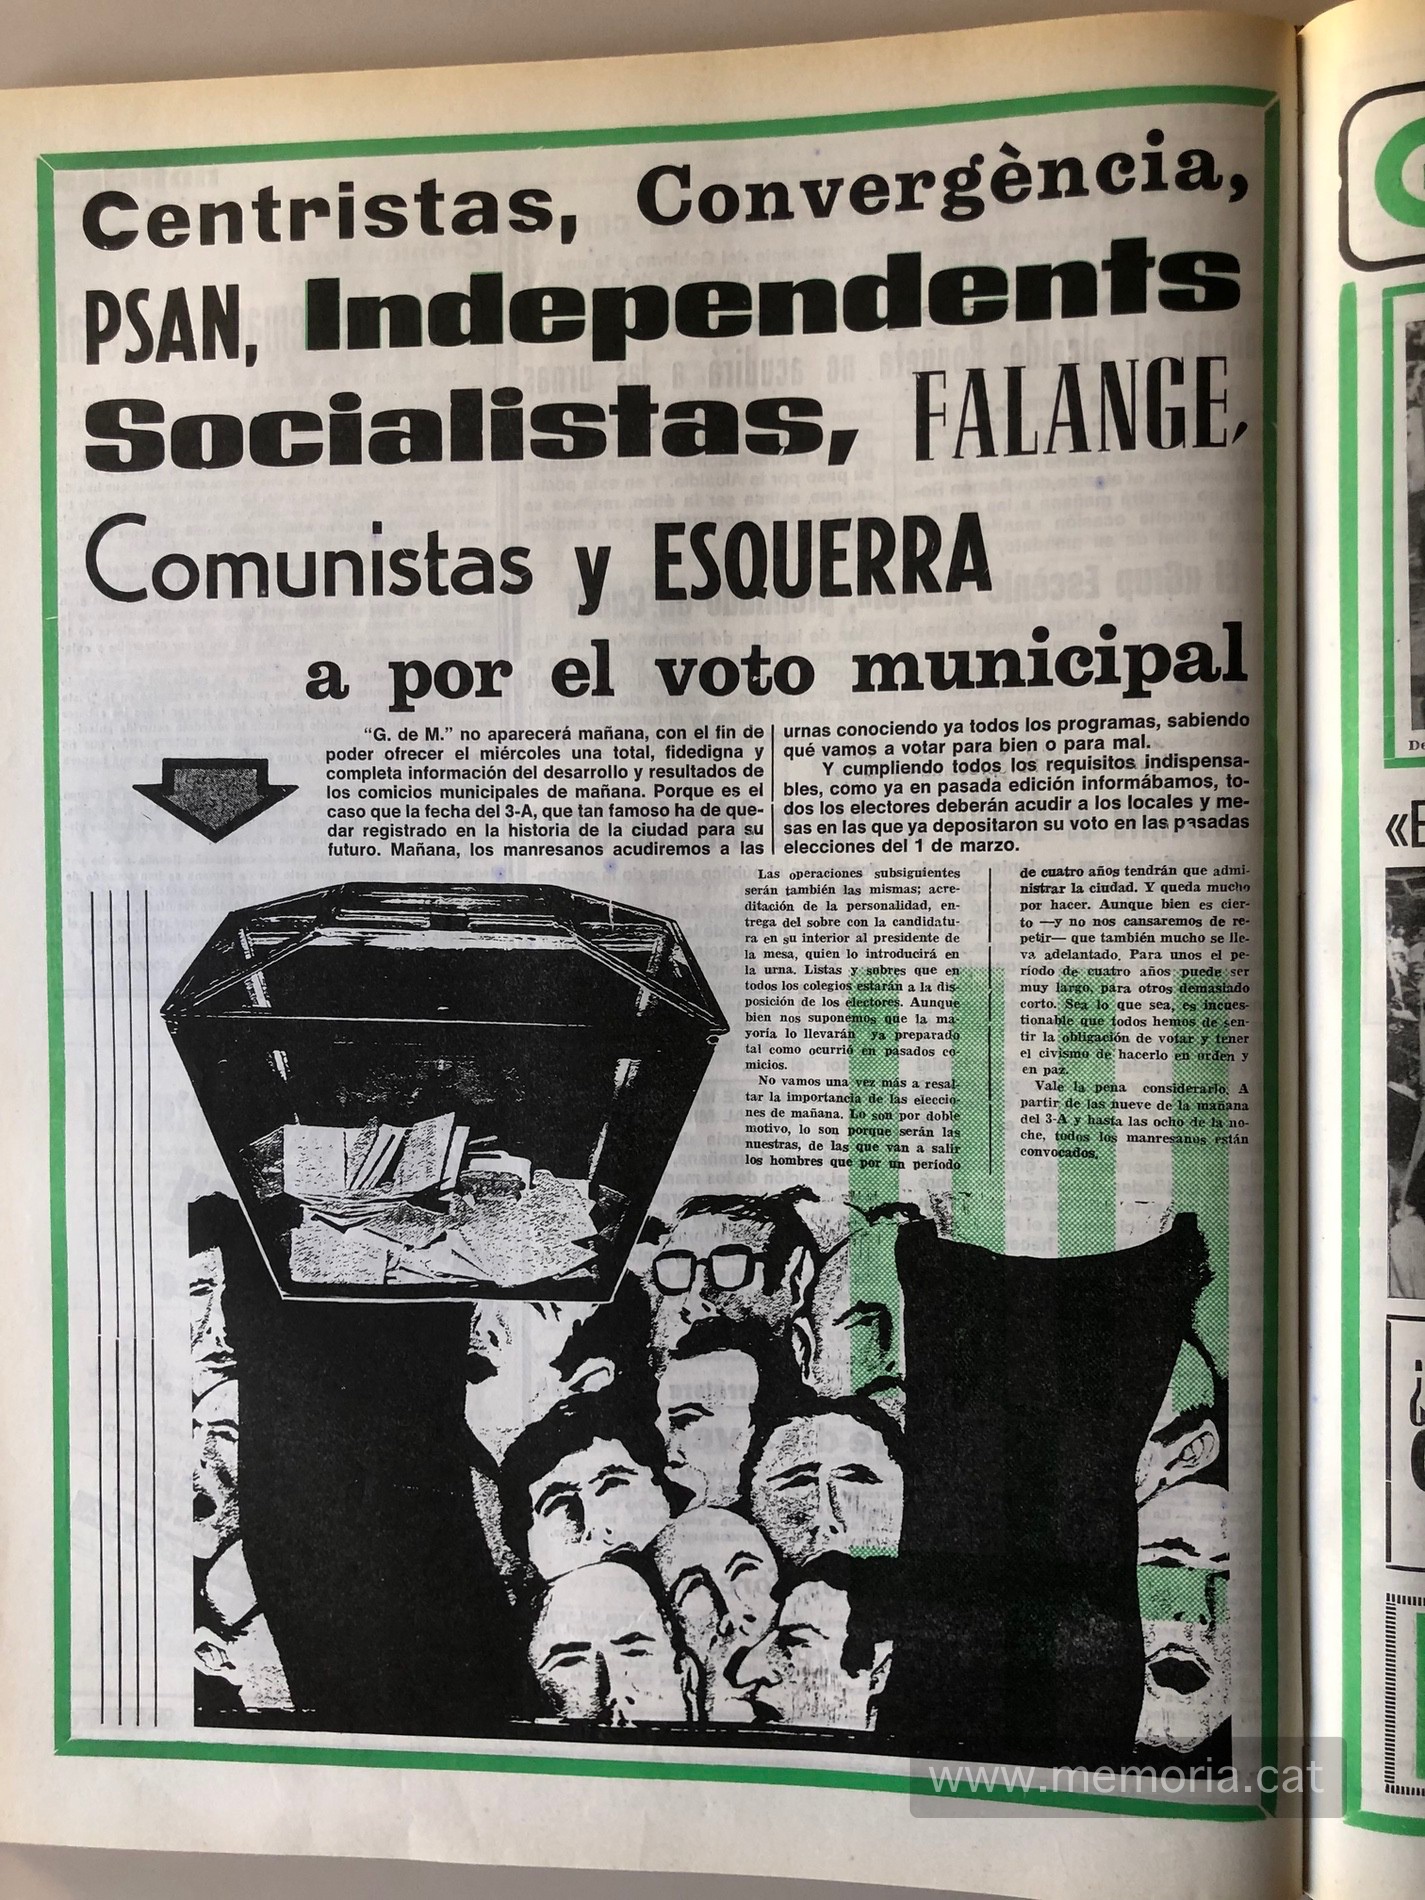 Centristas, Convergència,
PSAN, Independents
Socialistas, FALANGE,
Comunistas y ESQUERRA
a por el voto municipal
“G. de M.” no aparecerá mañana, con el fin de
poder ofrecer el miércoles una total, fidedigna y
completa información del desarrollo y resultados de
los comicios municipales de mañana. Porque es el
caso que la fecha del 3-A, que tan famoso ha de que-
dar registrado en la historia de la ciudad para su
futuro. Mañana, los manresanos acudiremos a las
urnas conociendo ya todos los programas, sabiendo
qué vamos a votar para bien o para mal.
Y cumpliendo todos los requisitos indispensa-
bles, como ya en pasada edición informábamos, to-
dos los electores deberán acudir a los locales y me-
sas en las que ya depositaron su voto en las pasadas
elecciones del 1 de marzo.
Las operaciones subsiguientes
serán también las mismas; acre-
ditación de la personalidad, en-
trega del sobre con la candidatu-
ra en su interior al presidente de
la mesa, quien lo introducirá en
la urna. Listas y sobres que en
todos los colegios estarán a la dis-
posición de los electores. Aunque
bien nos suponemos que la ma-
yoría lo llevarán ya preparado
tal como ocurrió en pasados co-
micios.
No vamos una vez más a resal-
tar la importancia de las eleccio-
nes de mañana. Lo son por doble
motivo, lo son porque serán las
nuestras, de las que van a salir
los hombres que por un período
de cuatro años tendrán que admi-
nistrar la ciudad. Y queda mucho
por hacer. Aunque bien es cier-
to —y no nos cansaremos de re-
petir— que también mucho se lle-
va adelantado. Para unos el pe-
ríodo de cuatro años puede ser
muy largo, para otros demasiado
corto. Sea lo que sea, es incues-
tionable que todos hemos de sen-
tir la obligación de votar y tener
el civismo de hacerlo en orden y
en paz.
Vale la pena considerarlo. A
partir de las nueve de la mañana
del 3-A y hasta las ocho de la no-
che, todos los manresanos están
convocados.
www.memoria.cat